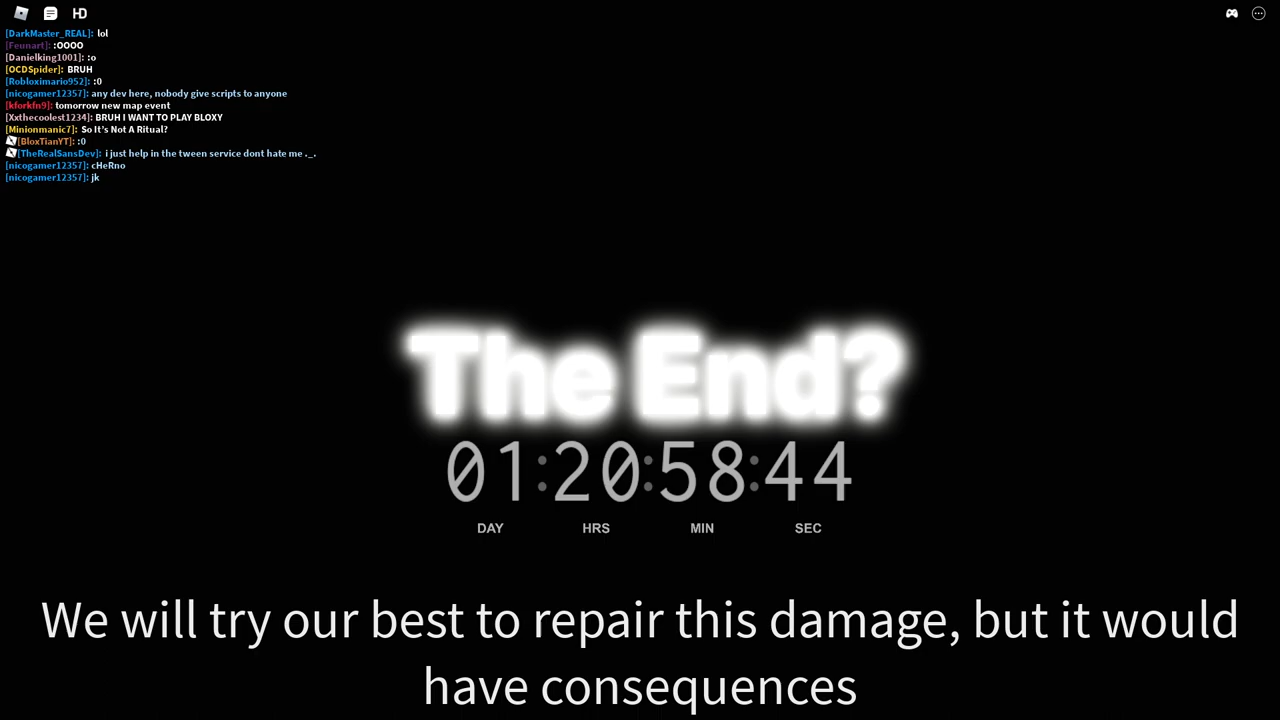 HD
[DarkMaster_REAL]: lol
[Feunart]: :OOOO
[Danielking1001]: :o
[OCDSpider]: BRUH
[Robloximario952]: :0
[nicogamer12357]: any dev here, nobody give scripts to anyone
[kforkfn9]: tomorrow new map event
[Xxthecoolest1234]: BRUH I WANT TO PLAY BLOXY
[Minionmanic7]: So It's Not A Ritual?
[BloxTianYT]: :0
[TheRealSansDev]: i just help in the tween service dont hate me ._.
[nicogamer12357]: cHeRno
[nicogamer12357]: jk
The End?
01:20:58:44
DAY HRS MIN SEC
We will try our best to repair this damage, but it would
have consequences